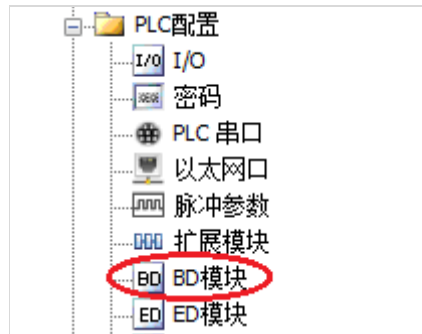 PLC配置
I/O I/O
密码
PLC 串口
以太网口
脉冲参数
扩展模块
BD BD模块
ED ED模块